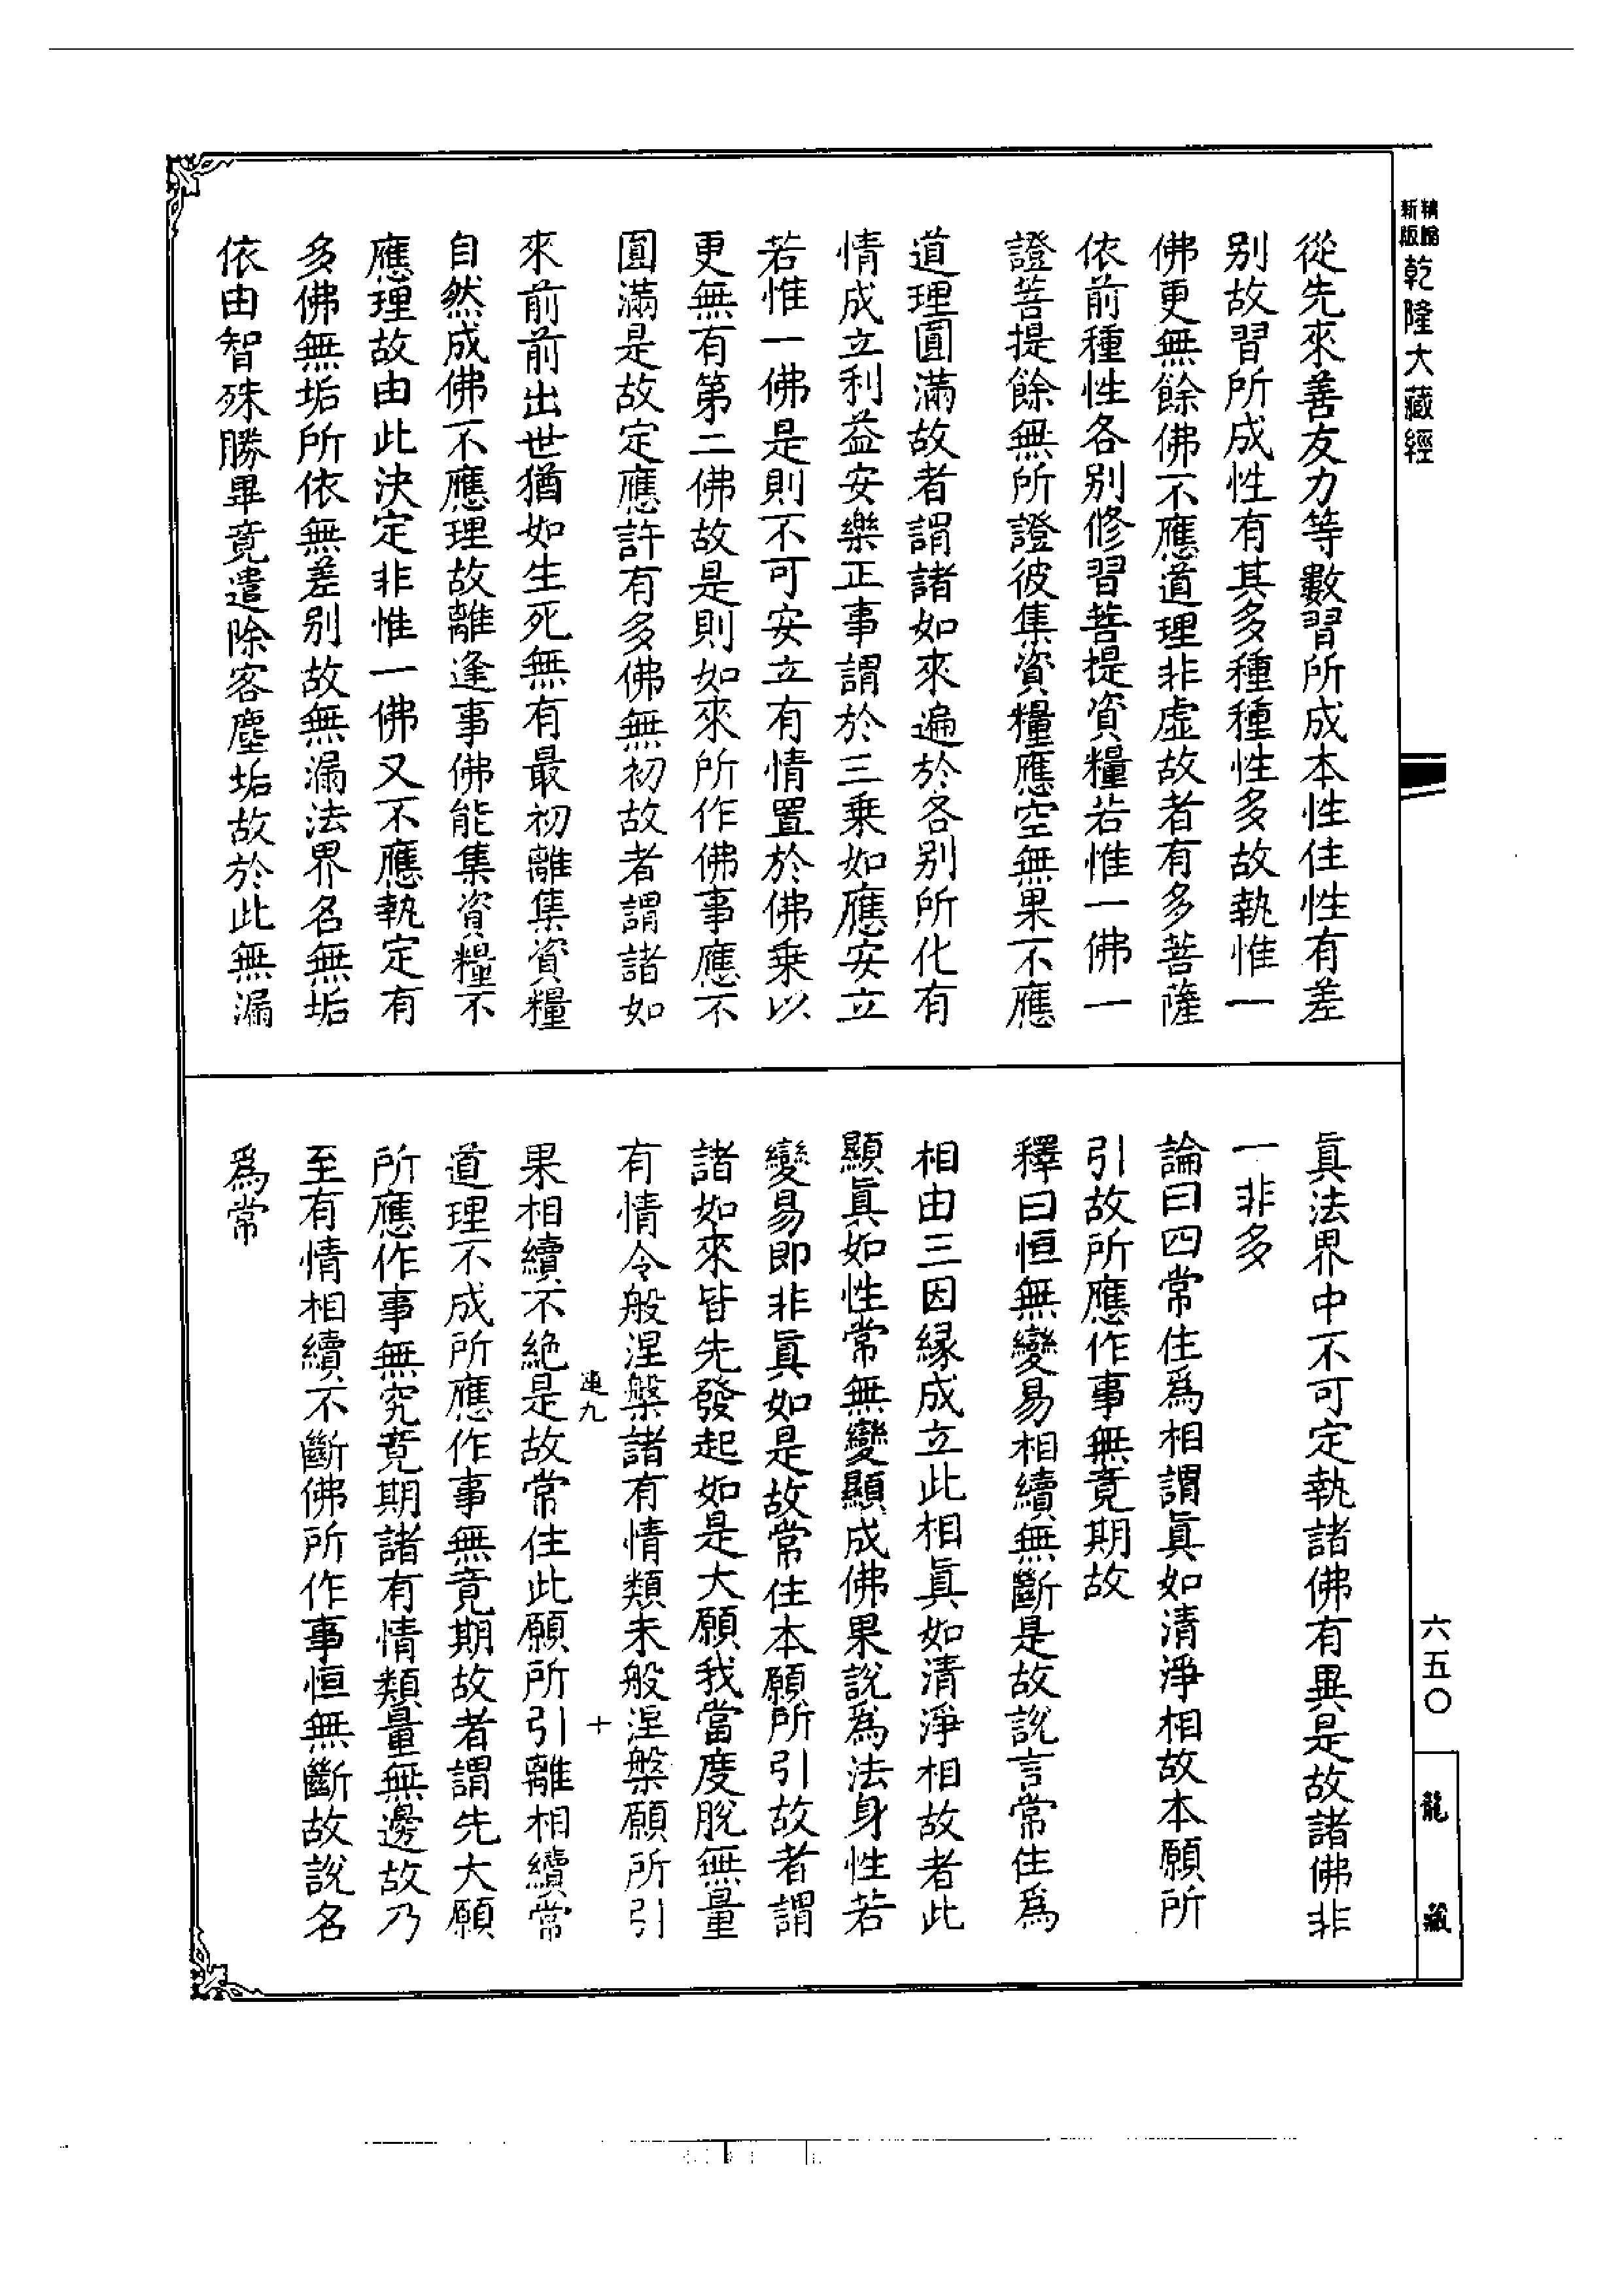 精縮
新版
乾隆大藏經
從先來善友力等數習所成本性住性有差
别故習所成性有其多種種性多故執惟一
佛更無餘佛不應道理非虚故者有多菩薩
依前種性各别修習菩提資糧若惟一佛一
證菩提餘無所證彼集資糧應空無果不應
道理圓滿故者謂諸如來遍於各别所化有
情成立利益安樂正事謂於三乘如應安立
若惟一佛是則不可安立有情置於佛乘以
更無有第二佛故是則如來所作佛事應不
圓滿是故定應許有多佛無初故者謂諸如
來前前出世猶如生死無有最初離集資糧
自然成佛不應理故離逢事佛能集資糧不
應理故由此決定非惟一佛又不應執定有
多佛無垢所依無差别故無漏法界名無垢
依由智殊勝畢竟遣除客塵垢故於此無漏
眞法界中不可定執諸佛有異是故諸佛非
一非多
論曰四常住爲相謂眞如清淨相故本願所
引故所應作事無竟期故
釋曰恒無變易相續無斷是故說言常住爲
相由三因緣成立此相眞如清淨相故者此
顯眞如性常無變顯成佛果說爲法身性若
變易即非眞如是故常住本願所引故者謂
諸如來皆先發起如是大願我當度脫無量
有情令般涅槃諸有情類未般涅槃願所引
連九
十
果相續不絶是故常住此願所引離相續常
道理不成所應作事無竟期故者謂先大願
所應作事無究竟期諸有情類量無邊故乃
至有情相續不斷佛所作事恒無斷故說名
爲常
六五〇
龍藏